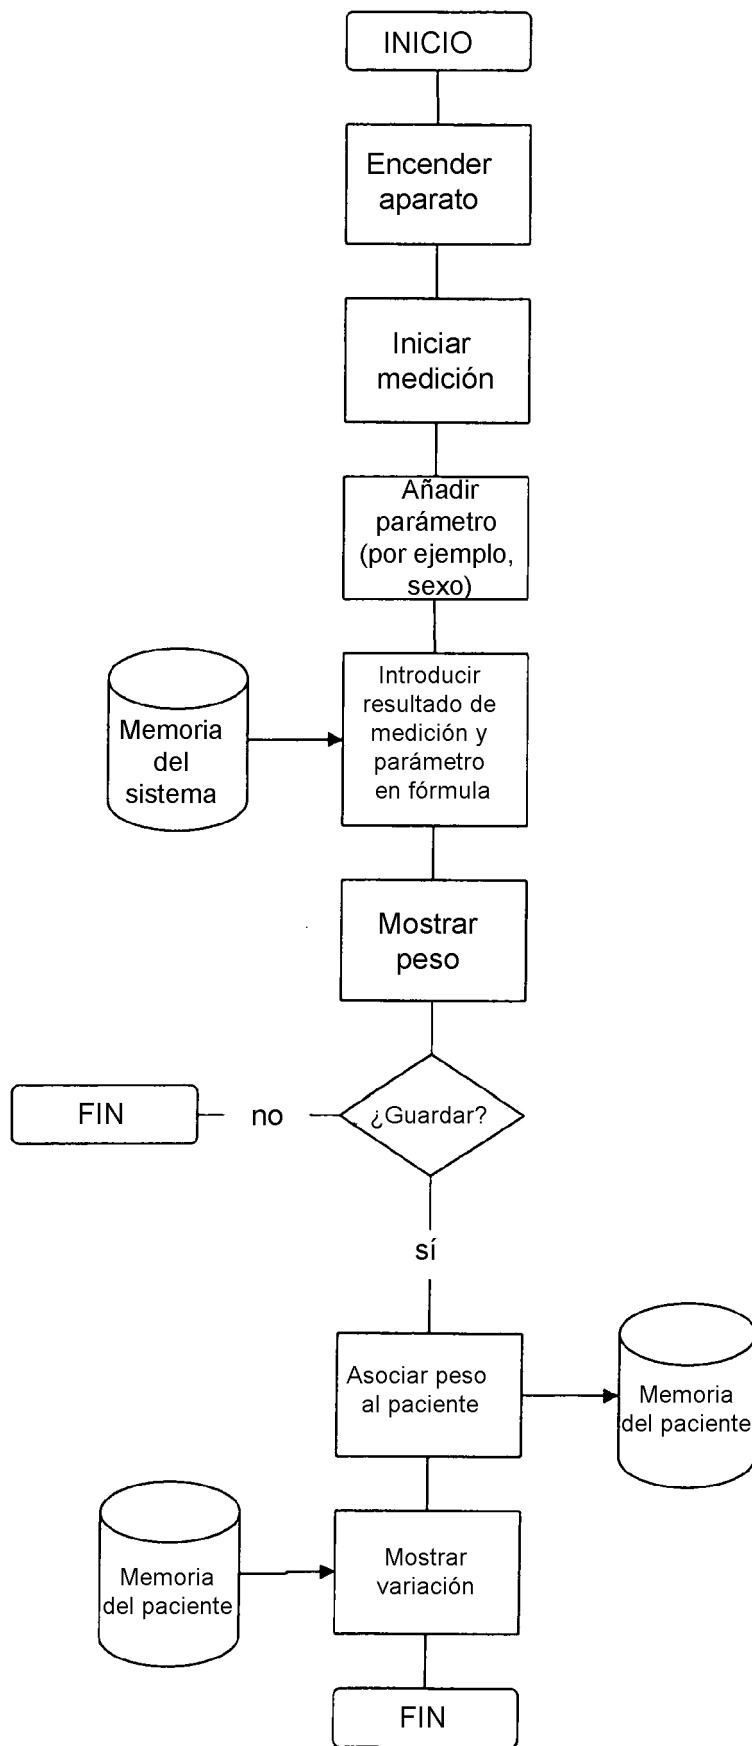 INICIO
Encender
aparato
Iniciar
medición
Añadir
parámetro
(por ejemplo,
sexo)
Memoria
del
sistema
Introducir
resultado de
medición y
parámetro
en fórmula
Mostrar
peso
FIN
no
¿Guardar?
sí
Asociar peso
al paciente
Memoria
del paciente
Memoria
del paciente
Mostrar
variación
FIN